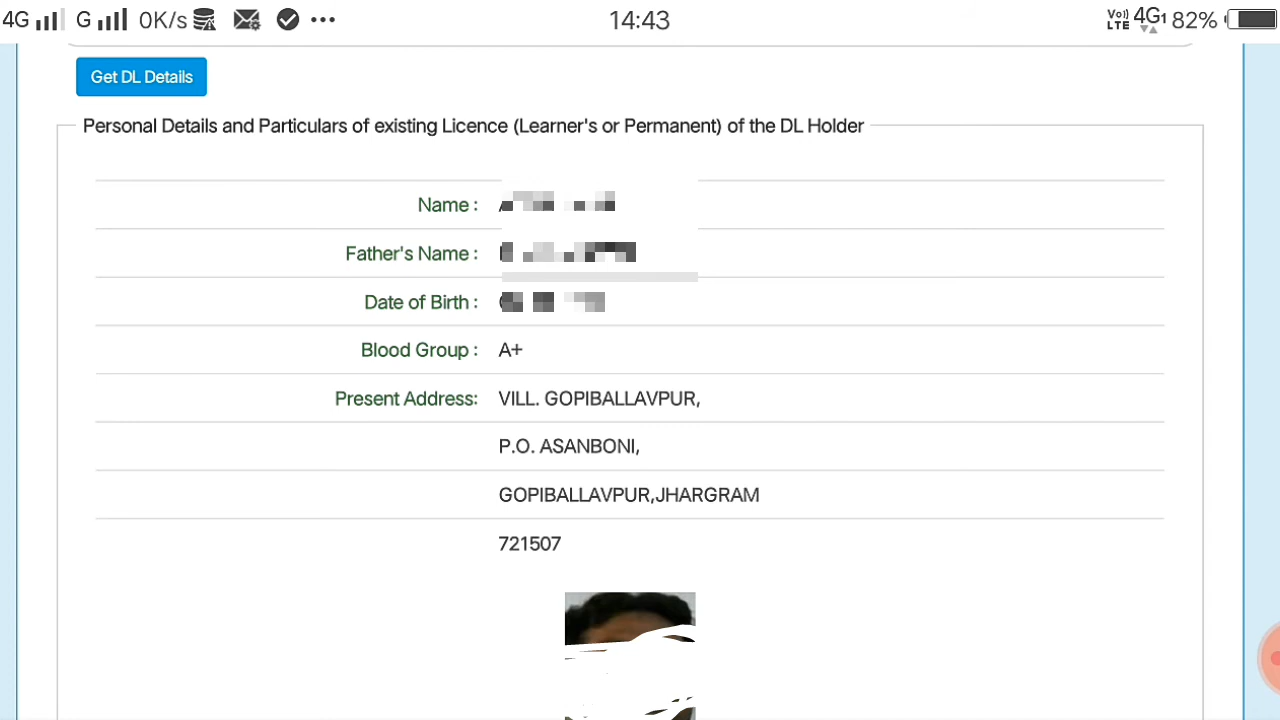 4G G 0K/s ••• 14:43 Vo)) LTE 4G1 82%
Get DL Details
Personal Details and Particulars of existing Licence (Learner's or Permanent) of the DL Holder
Name :
Father's Name :
Date of Birth :
Blood Group : A+
Present Address: VILL. GOPIBALLAVPUR,
P.O. ASANBONI,
GOPIBALLAVPUR,JHARGRAM
721507